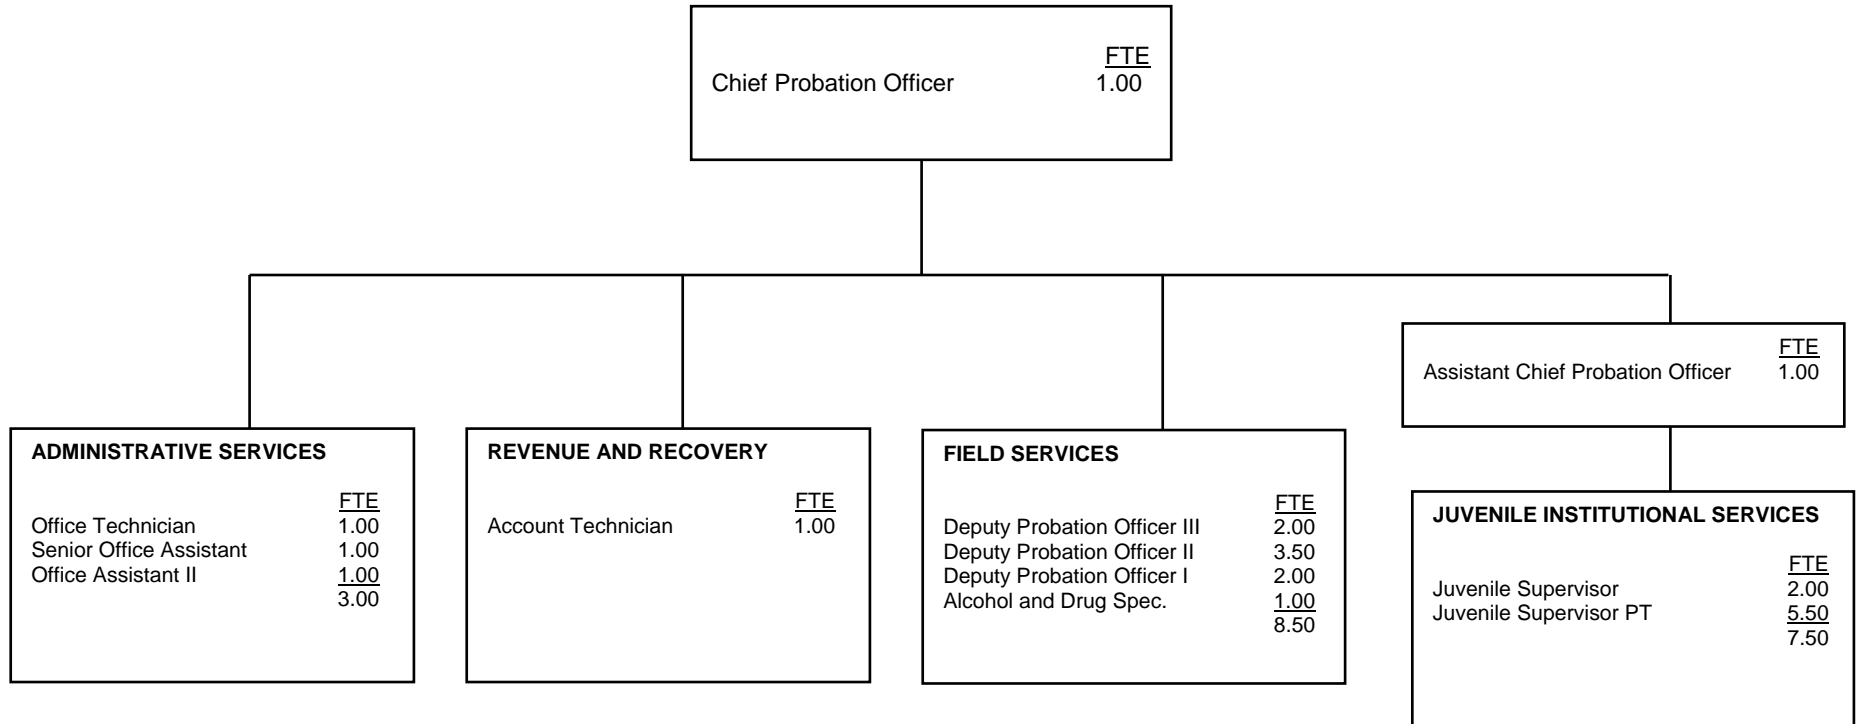 FTE
Chief Probation Officer 1.00
FTE
Assistant Chief Probation Officer 1.00
ADMINISTRATIVE SERVICES
FTE
Office Technician 1.00
Senior Office Assistant 1.00
Office Assistant II 1.00
3.00
REVENUE AND RECOVERY
FTE
Account Technician 1.00
FIELD SERVICES
FTE
Deputy Probation Officer III 2.00
Deputy Probation Officer II 3.50
Deputy Probation Officer I 2.00
Alcohol and Drug Spec. 1.00
8.50
JUVENILE INSTITUTIONAL SERVICES
FTE
Juvenile Supervisor 2.00
Juvenile Supervisor PT 5.50
7.50